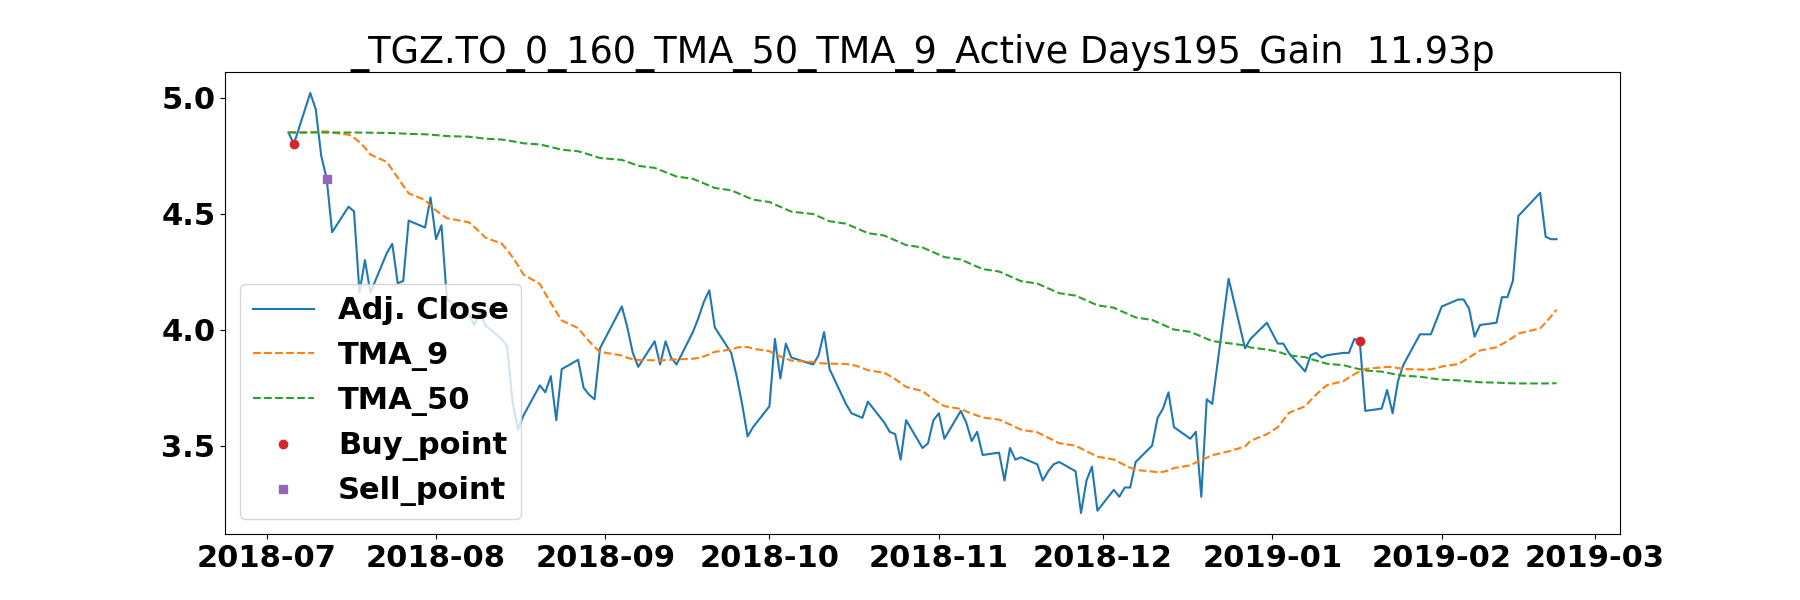 _TGZ.TO_0_160_TMA_50_TMA_9_Active Days195_Gain  11.93p
5.0
4.5
4.0
3.5
Adj. Close
TMA_9
TMA_50
Buy_point
Sell_point
2018-07 2018-08 2018-09 2018-10 2018-11 2018-12 2019-01 2019-02 2019-03